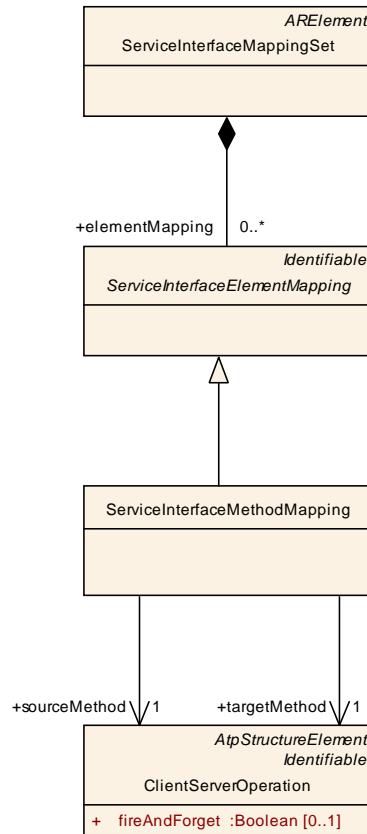 ARElement
ServiceInterfaceMappingSet
+elementMapping 0..*
Identifiable
ServiceInterfaceElementMapping
ServiceInterfaceMethodMapping
+sourceMethod 1 +targetMethod 1
AtpStructureElement
Identifiable
ClientServerOperation
+ fireAndForget :Boolean [0..1]